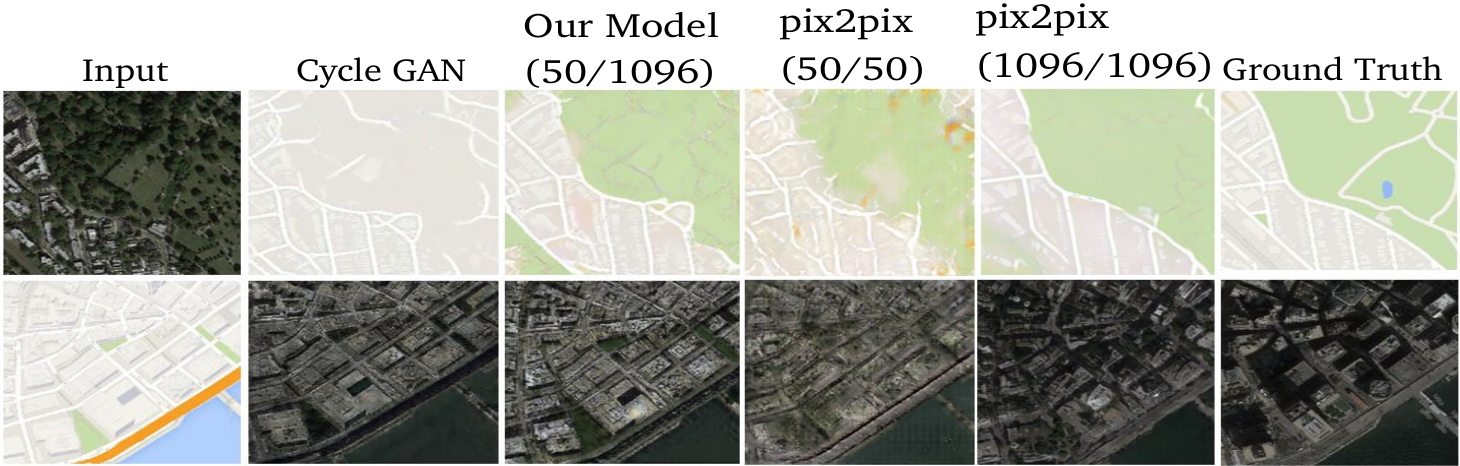 Input
Cycle GAN
Our Model
(50/1096)
pix2pix
(50/50)
pix2pix
(1096/1096)
Ground Truth